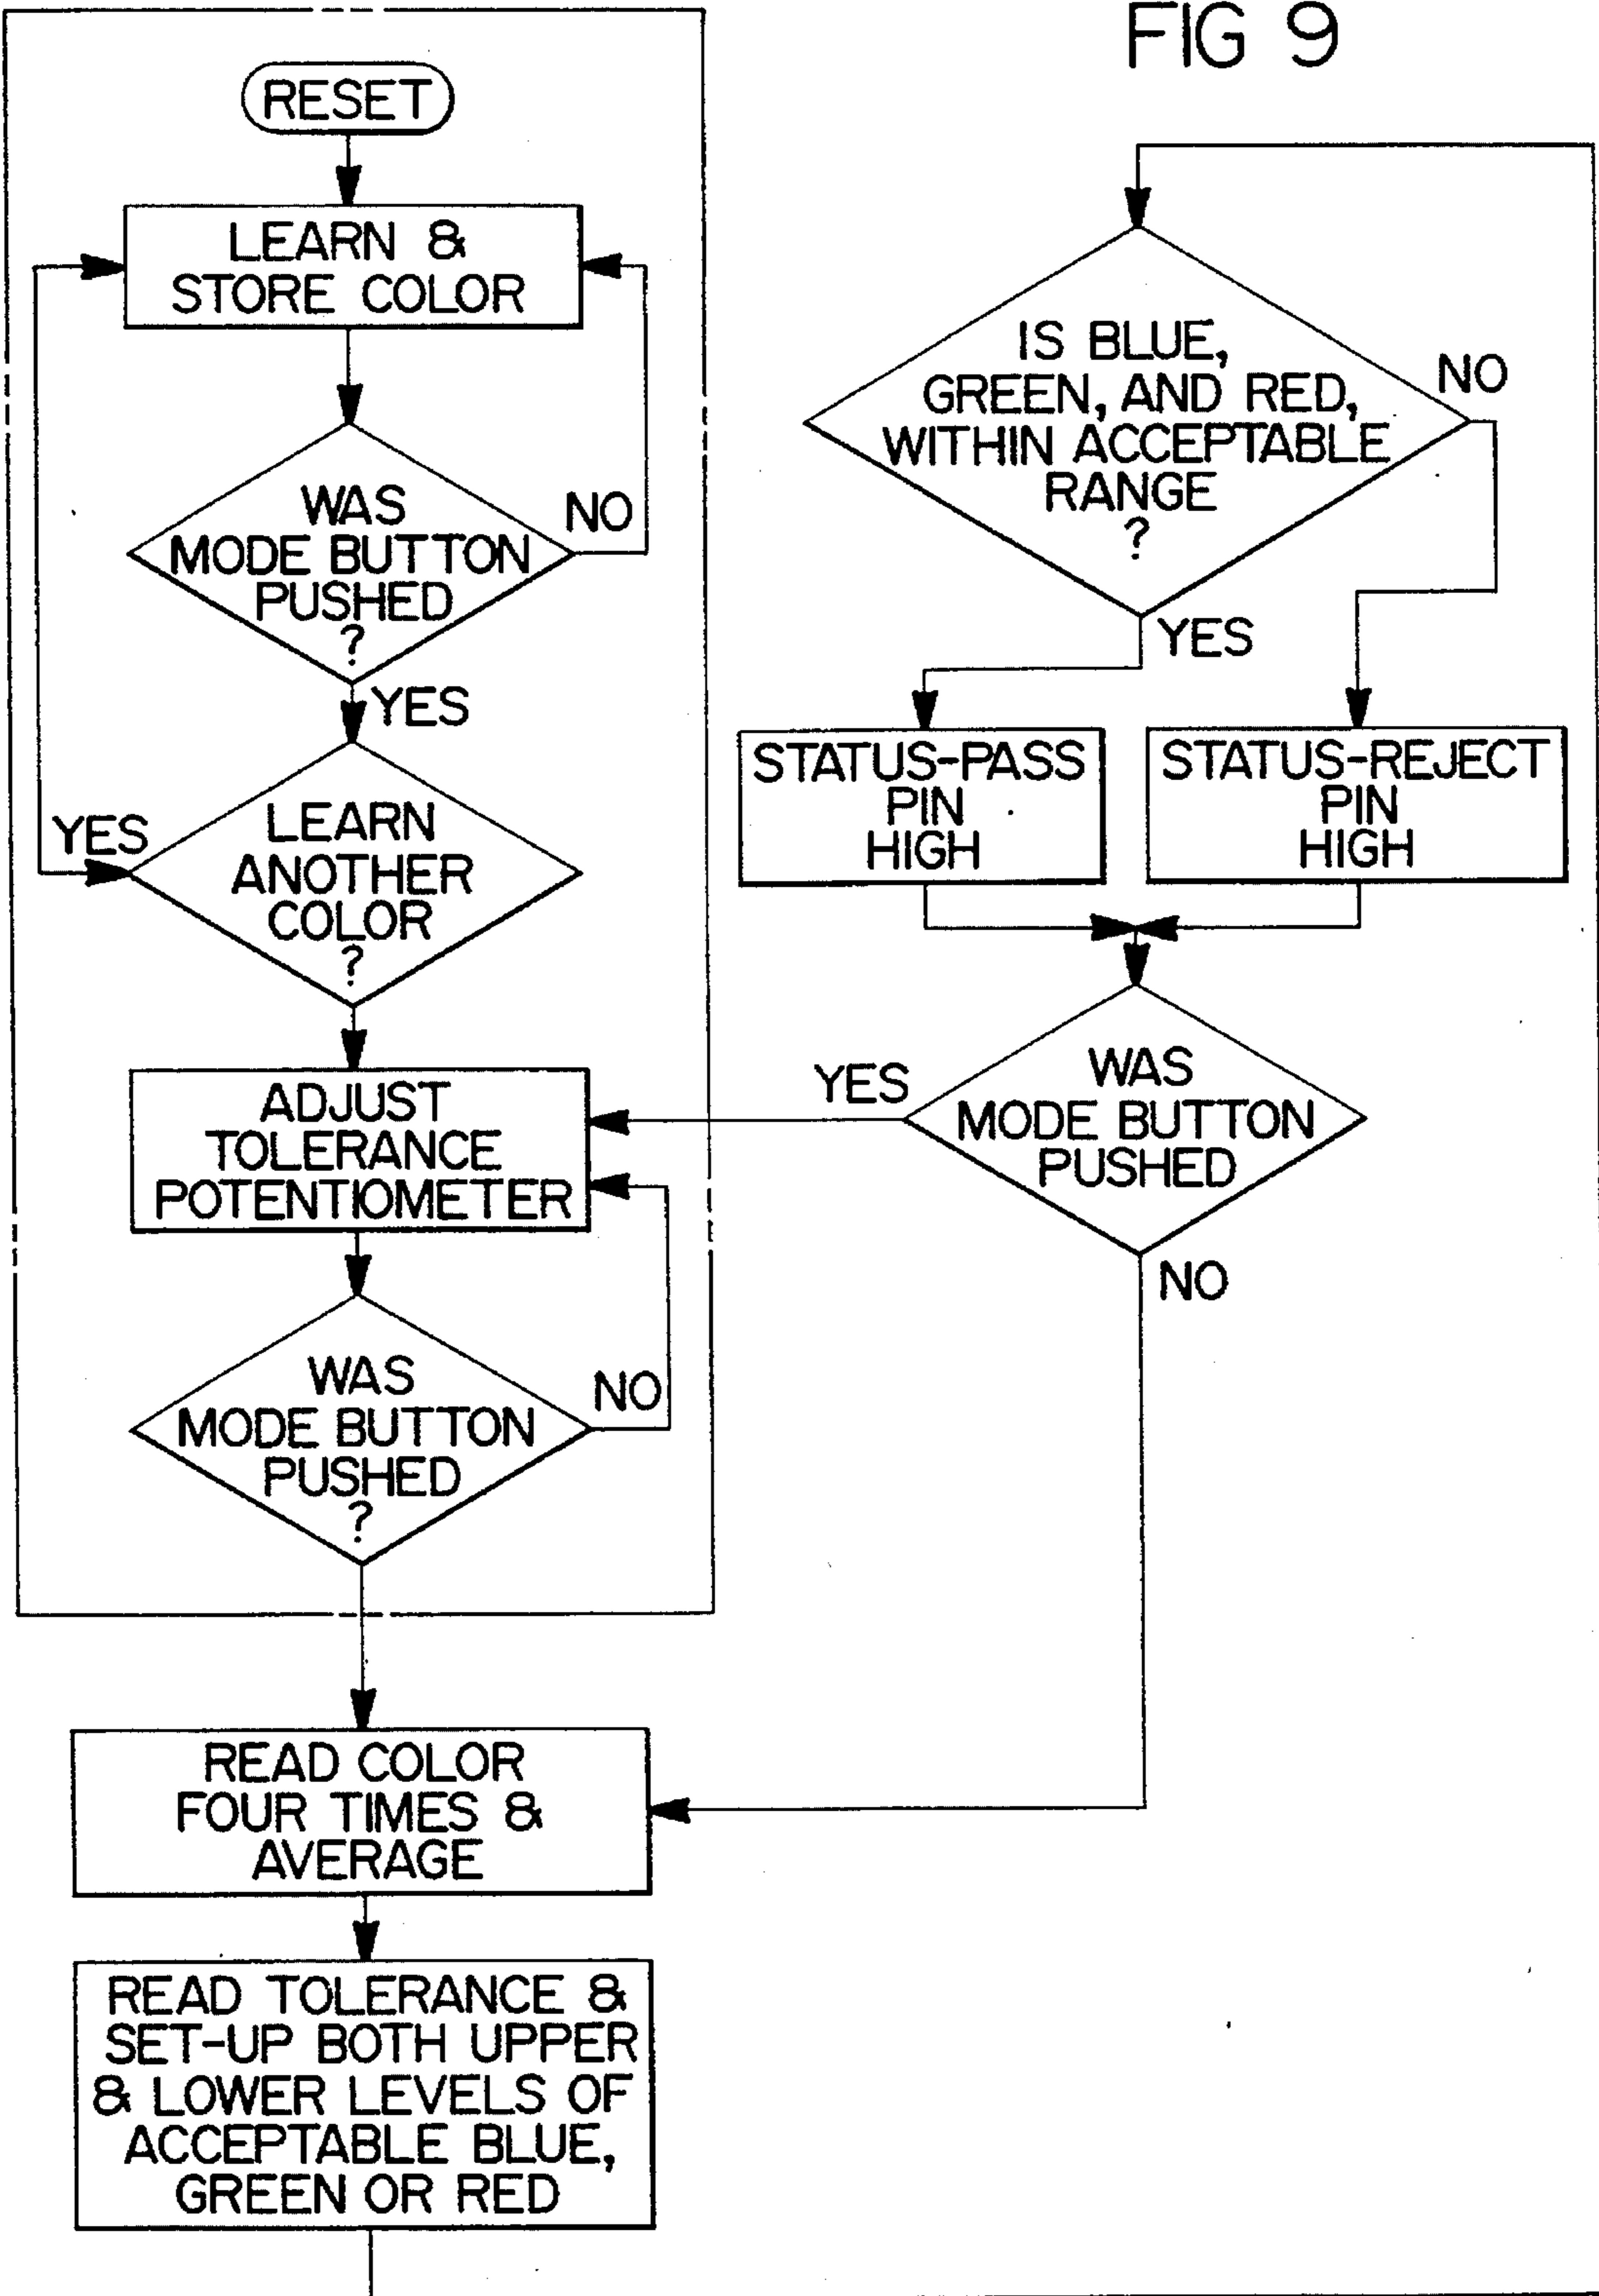 FIG 9
RESET
LEARN &
STORE COLOR
WAS
MODE BUTTON
PUSHED
?
NO
YES
LEARN
ANOTHER
COLOR
?
YES
ADJUST
TOLERANCE
POTENTIOMETER
WAS
MODE BUTTON
PUSHED
?
NO
READ COLOR
FOUR TIMES &
AVERAGE
READ TOLERANCE &
SET-UP BOTH UPPER
& LOWER LEVELS OF
ACCEPTABLE BLUE,
GREEN OR RED
IS BLUE,
GREEN, AND RED,
WITHIN ACCEPTABLE
RANGE
?
NO
YES
STATUS-PASS
PIN
HIGH
STATUS-REJECT
PIN
HIGH
WAS
MODE BUTTON
PUSHED
YES
NO